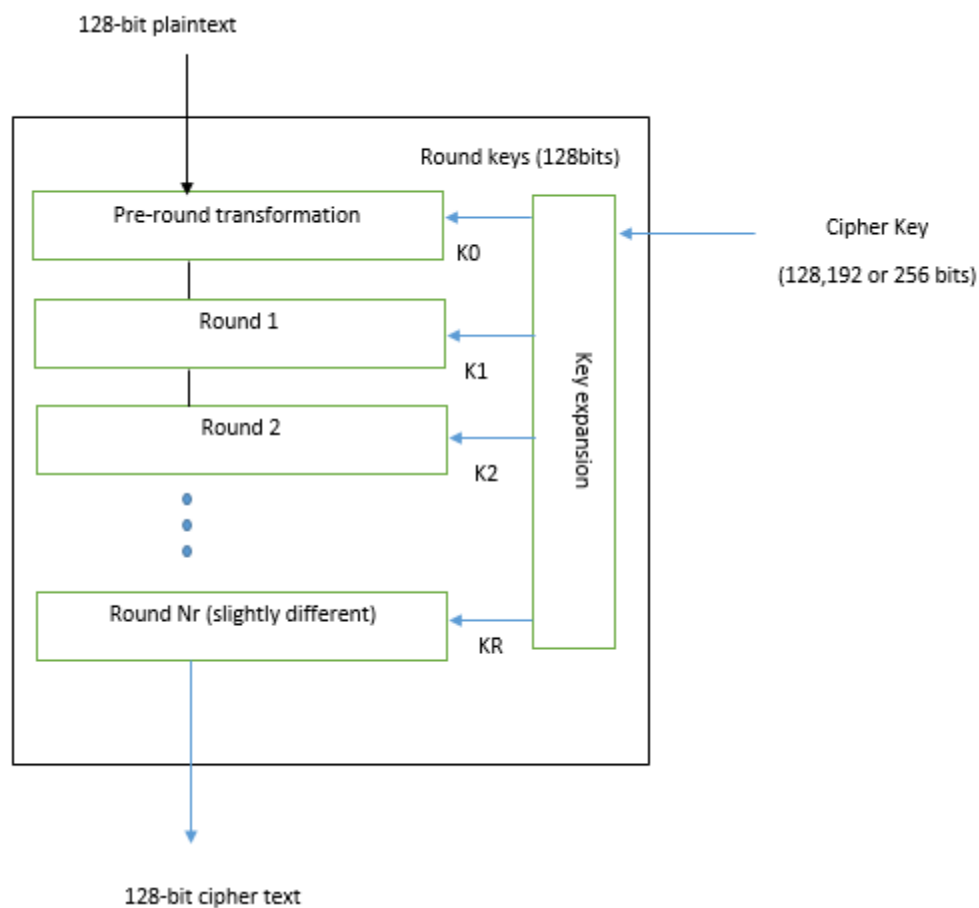 128-bit plaintext
Round keys (128bits)
Pre-round transformation
K0
Cipher Key
(128,192 or 256 bits)
Round 1
K1
Key expansion
Round 2
K2
Round Nr (slightly different)
KR
128-bit cipher text